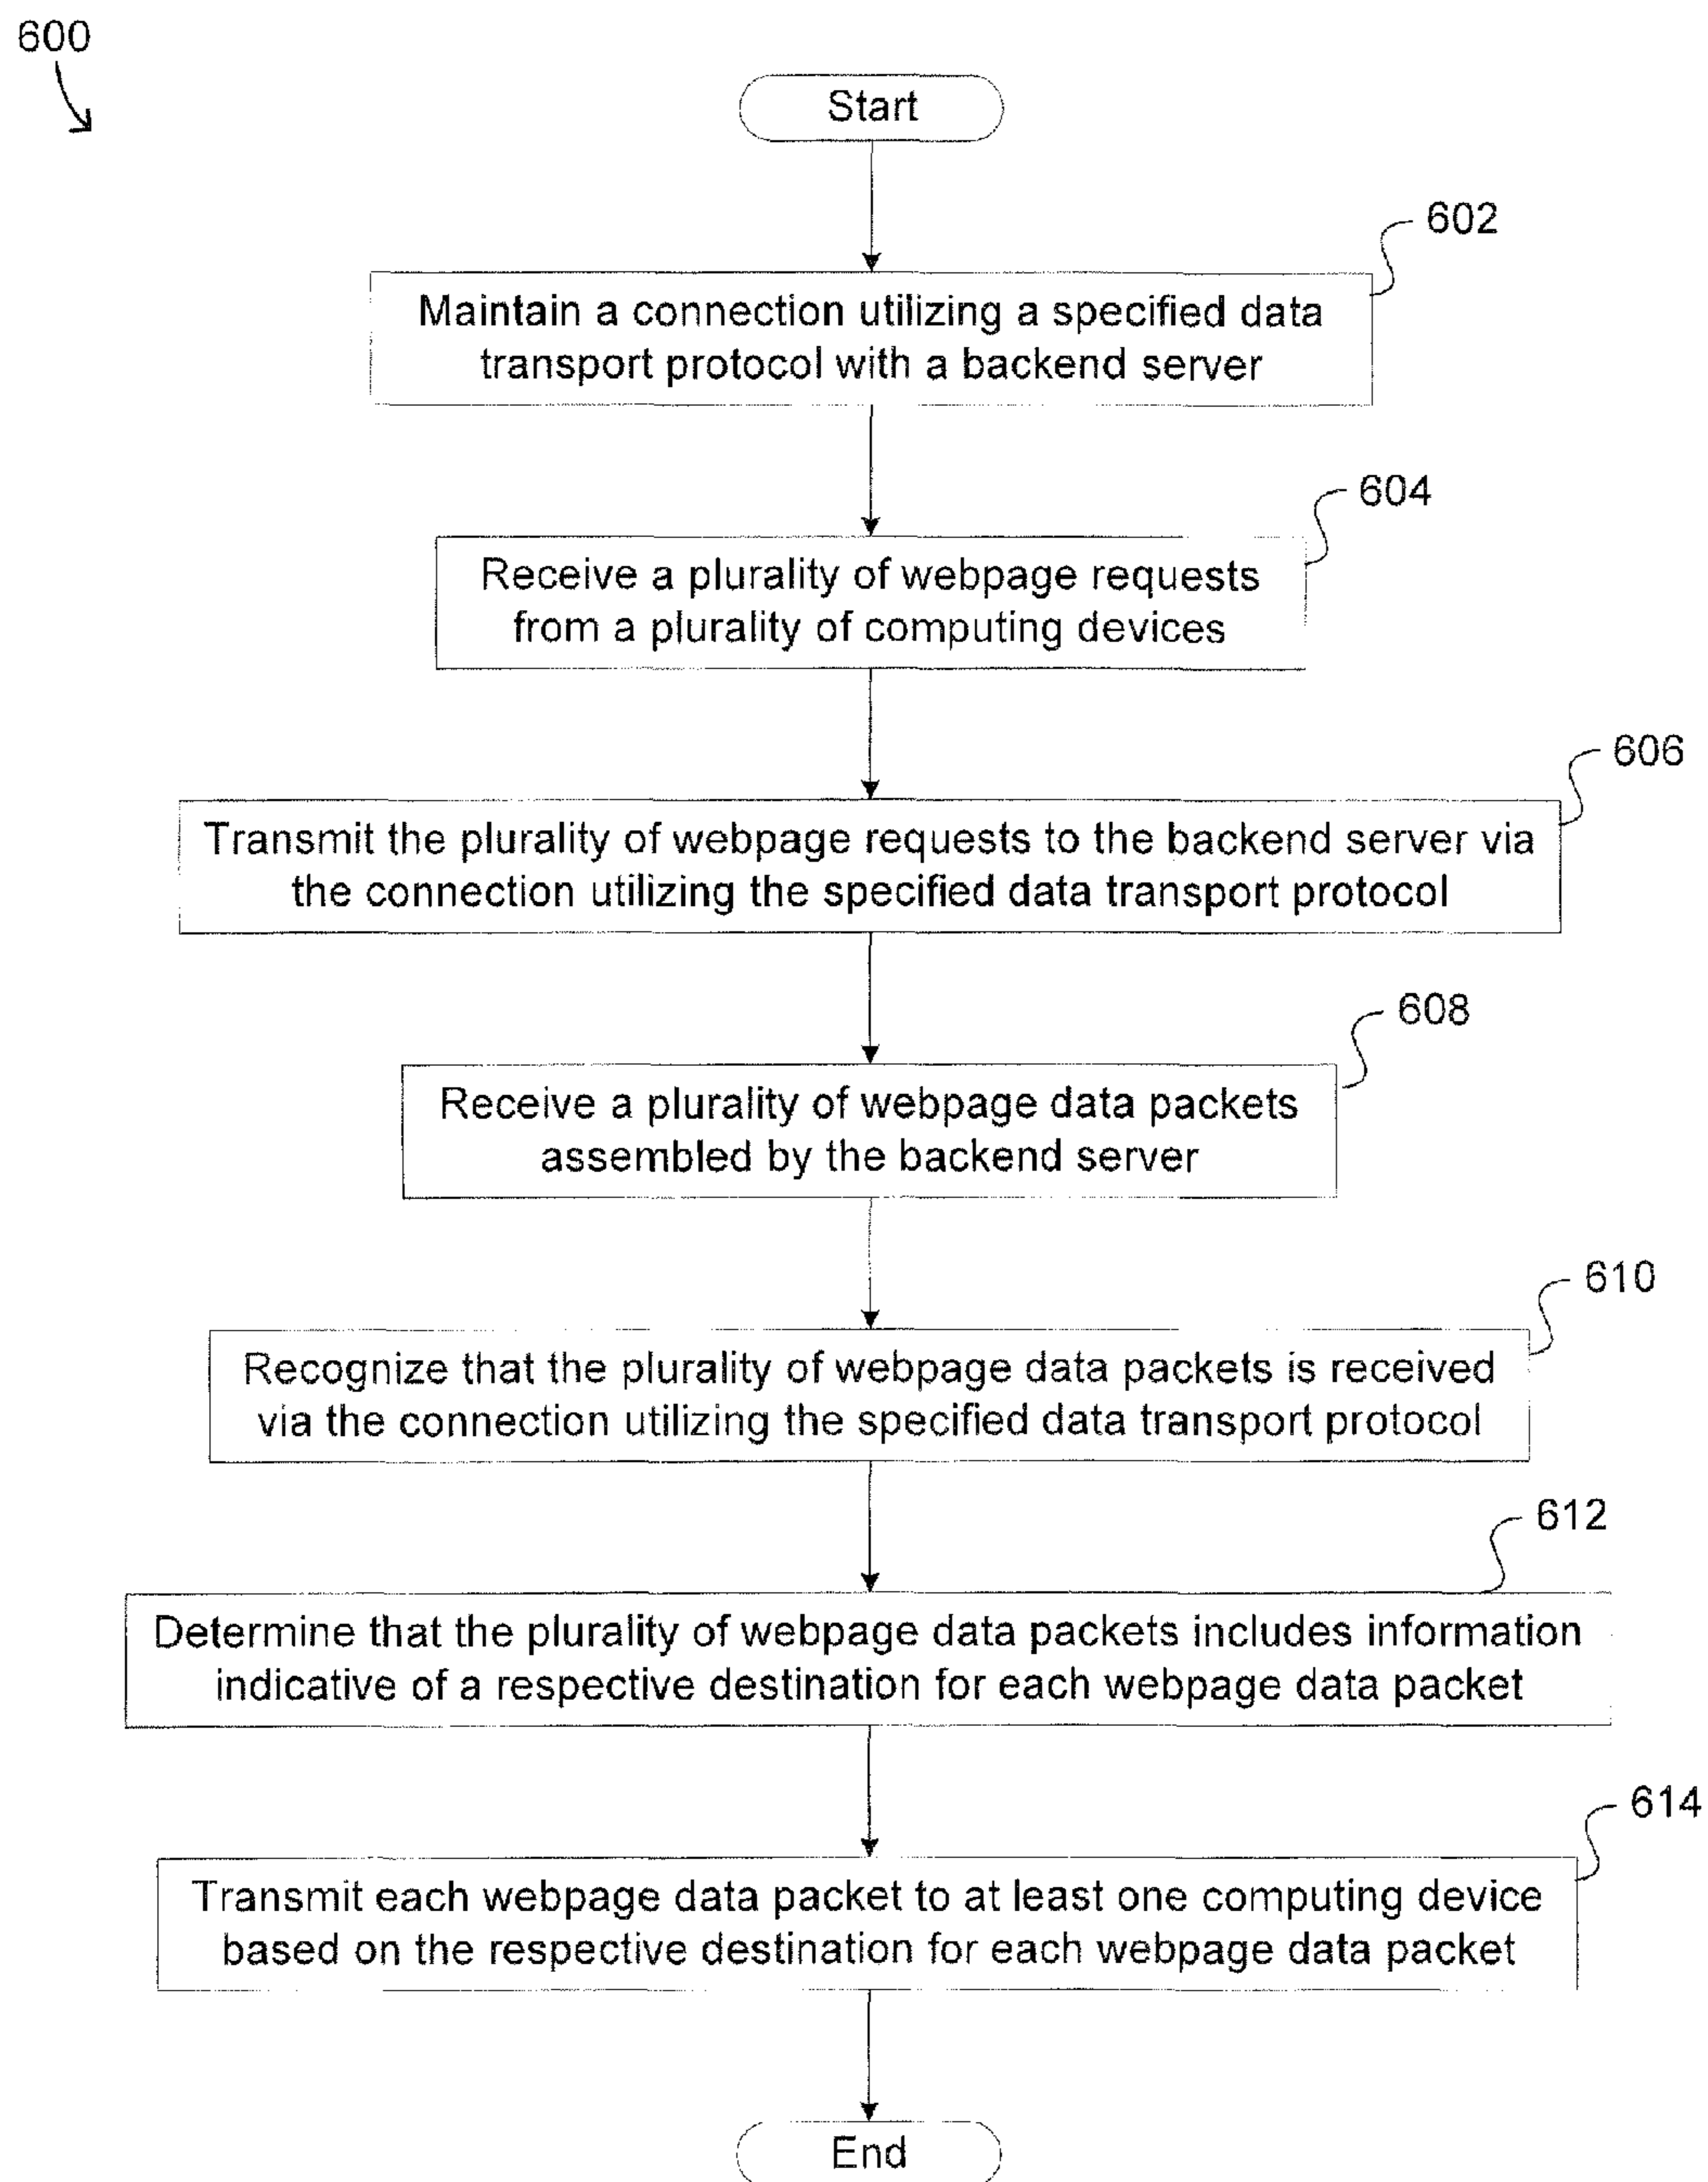 600
Start
602
Maintain a connection utilizing a specified data
transport protocol with a backend server
604
Receive a plurality of webpage requests
from a plurality of computing devices
606
Transmit the plurality of webpage requests to the backend server via
the connection utilizing the specified data transport protocol
608
Receive a plurality of webpage data packets
assembled by the backend server
610
Recognize that the plurality of webpage data packets is received
via the connection utilizing the specified data transport protocol
612
Determine that the plurality of webpage data packets includes information
indicative of a respective destination for each webpage data packet
614
Transmit each webpage data packet to at least one computing device
based on the respective destination for each webpage data packet
End